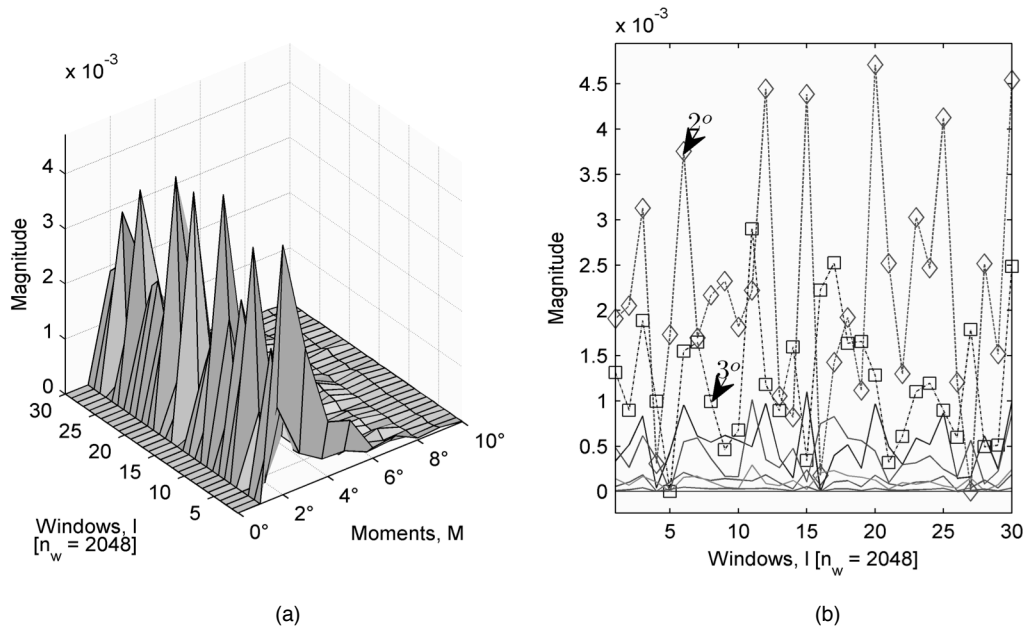 x 10⁻³
4
3
2
1
0
Magnitude
30
25
20
15
10
5
Windows, I
[n_w = 2048]
0°
2°
4°
6°
8°
10°
Moments, M
(a)
x 10⁻³
4.5
4
3.5
3
2.5
2
1.5
1
0.5
0
Magnitude
2º
3º
5
10
15
20
25
30
Windows, I [n_w = 2048]
(b)